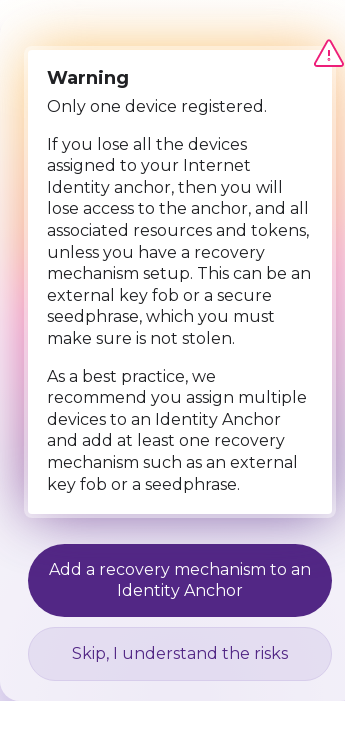 Warning
Only one device registered.
If you lose all the devices
assigned to your Internet
Identity anchor, then you will
lose access to the anchor, and all
associated resources and tokens,
unless you have a recovery
mechanism setup. This can be an
external key fob or a secure
seedphrase, which you must
make sure is not stolen.
As a best practice, we
recommend you assign multiple
devices to an Identity Anchor
and add at least one recovery
mechanism such as an external
key fob or a seedphrase.
Add a recovery mechanism to an
Identity Anchor
Skip, I understand the risks